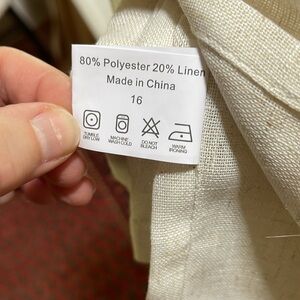 80% Polyester 20% Linen
Made in China
16
TUMBLE DRY LOW
MACHINE WASH COLD
DO NOT BLEACH
WARM IRONING